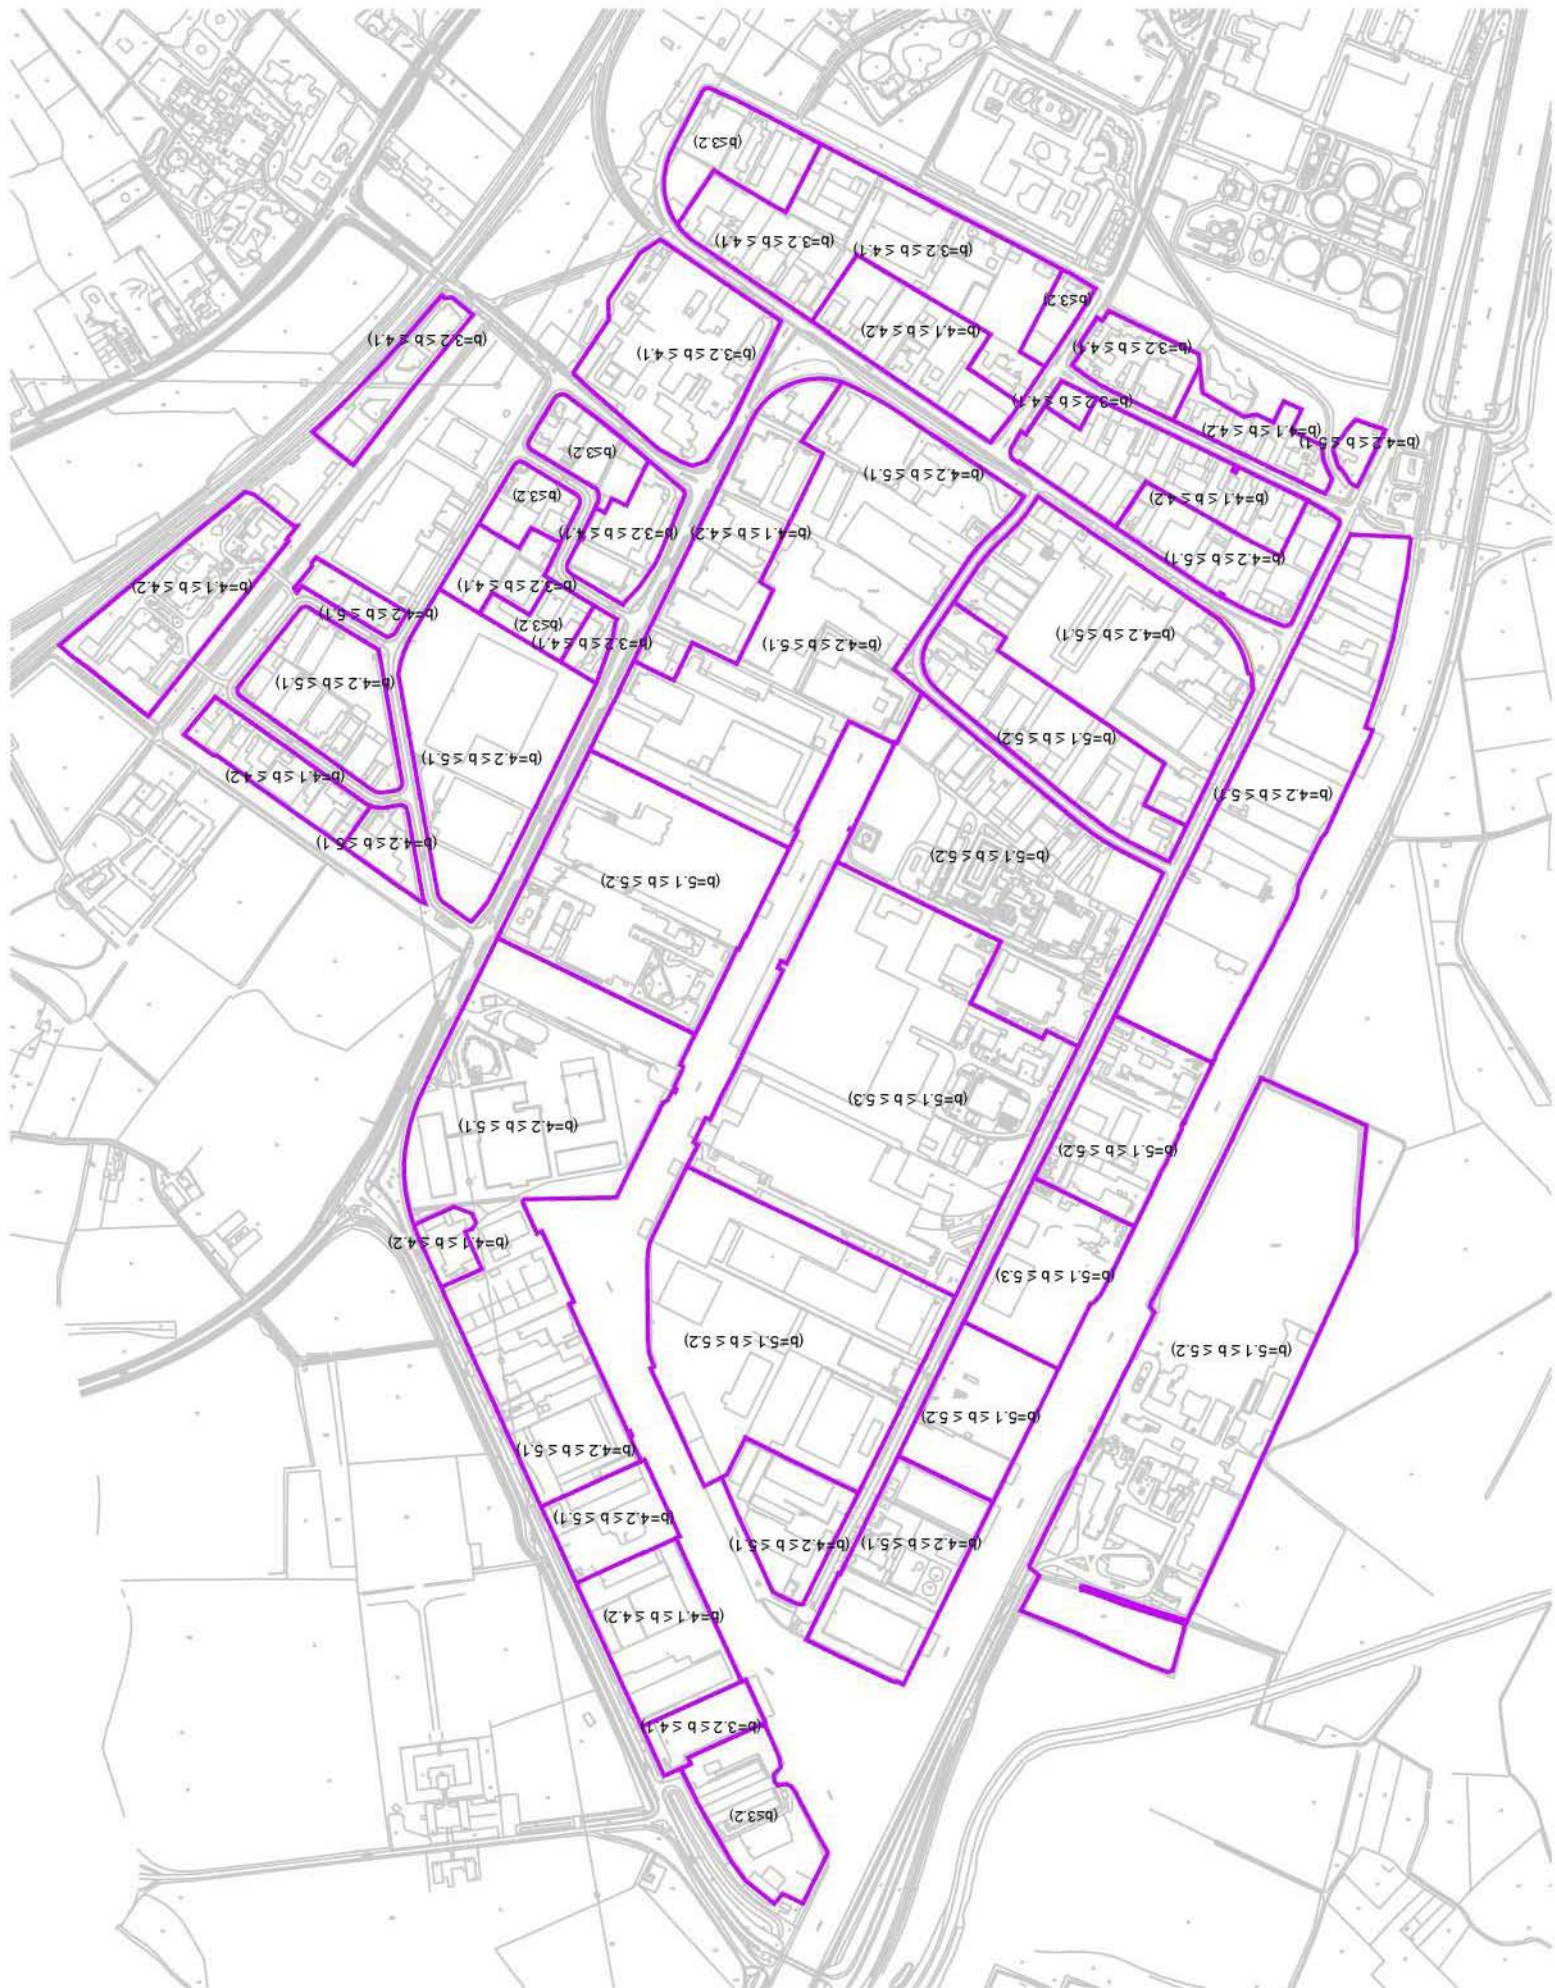 (b≤3.2)
(b=3.2 ≤ b ≤ 4.1)
(b=4.1 ≤ b ≤ 4.2)
(b=4.2 ≤ b ≤ 5.1)
(b=4.2 ≤ b ≤ 5.1)
(b=4.2 ≤ b ≤ 5.1)
(b=4.2 ≤ b ≤ 5.1)
(b=5.1 ≤ b ≤ 5.2)
(b=5.1 ≤ b ≤ 5.2)
(b=5.1 ≤ b ≤ 5.2)
(b=5.1 ≤ b ≤ 5.3)
(b=4.1 ≤ b ≤ 4.2)
(b=5.1 ≤ b ≤ 5.2)
(b=4.2 ≤ b ≤ 5.1)
(b=5.1 ≤ b ≤ 5.3)
(b=5.1 ≤ b ≤ 5.2)
(b=5.1 ≤ b ≤ 5.2)
(b=4.2 ≤ b ≤ 5.1)
(b=4.2 ≤ b ≤ 5.1)
(b=4.1 ≤ b ≤ 4.2)
(b=4.2 ≤ b ≤ 5.1)
(b=5.1 ≤ b ≤ 5.2)
(b=4.2 ≤ b ≤ 5.1)
(b=4.2 ≤ b ≤ 5.1)
(b=3.2 ≤ b ≤ 4.1)
(b=4.2 ≤ b ≤ 5.1)
(b≤3.2)
(b=4.2 ≤ b ≤ 5.1)
(b=3.2 ≤ b ≤ 4.1)
(b=4.1 ≤ b ≤ 4.2)
(b=4.2 ≤ b ≤ 5.1)
(b=4.1 ≤ b ≤ 4.2)
(b=3.2 ≤ b ≤ 4.1)
(b=4.1 ≤ b ≤ 4.2)
(b≤3.2)
(b=4.2 ≤ b ≤ 5.1)
(b≤3.2)
(b=4.2 ≤ b ≤ 5.1)
(b=4.1 ≤ b ≤ 4.2)
(b=3.2 ≤ b ≤ 4.1)
(b=3.2 ≤ b ≤ 4.1)
(b=3.2 ≤ b ≤ 4.1)
(b=3.2 ≤ b ≤ 4.1)
(b=4.1 ≤ b ≤ 4.2)
(b≤3.2)
(b=3.2 ≤ b ≤ 4.1)
(b=3.2 ≤ b ≤ 4.1)
(b≤3.2)